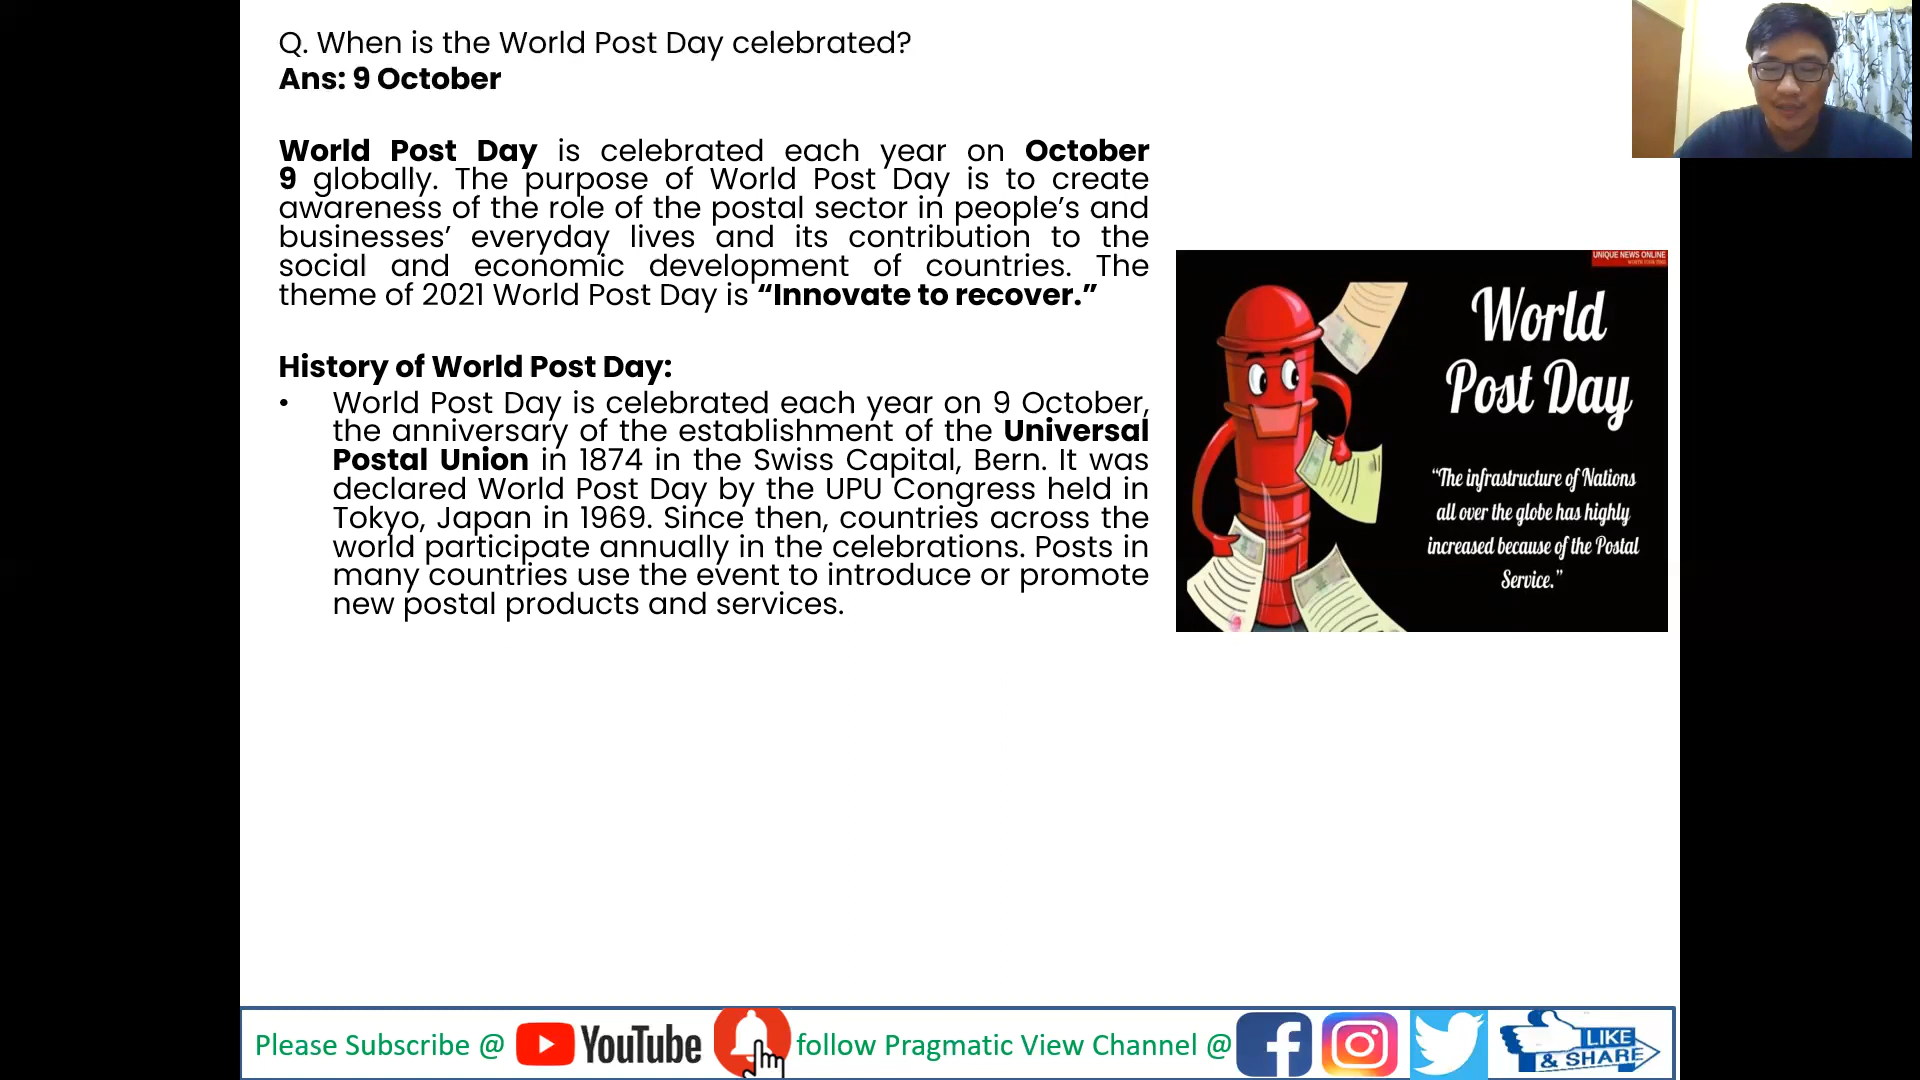 Q. When is the World Post Day celebrated?
Ans: 9 October
World Post Day is celebrated each year on October
9 globally. The purpose of World Post Day is to create
awareness of the role of the postal sector in people’s and
businesses’ everyday lives and its contribution to the
social and economic development of countries. The
theme of 2021 World Post Day is “Innovate to recover.”
History of World Post Day:
• World Post Day is celebrated each year on 9 October,
the anniversary of the establishment of the Universal
Postal Union in 1874 in the Swiss Capital, Bern. It was
declared World Post Day by the UPU Congress held in
Tokyo, Japan in 1969. Since then, countries across the
world participate annually in the celebrations. Posts in
many countries use the event to introduce or promote
new postal products and services.
UNIQUE NEWS ONLINE
WORTH YOUR TIME
World
Post Day
“The infrastructure of Nations
all over the globe has highly
increased because of the Postal
Service.”
Please Subscribe @ YouTube follow Pragmatic View Channel @
LIKE
& SHARE